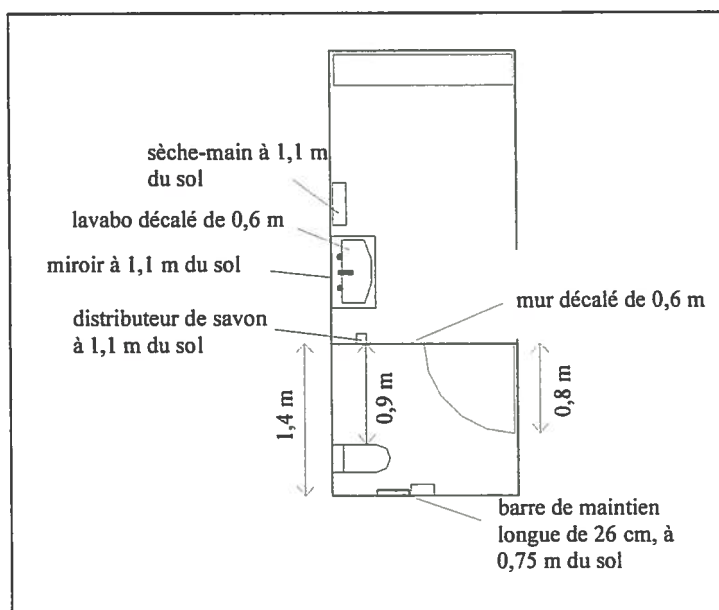 sèche-main à 1,1 m
du sol
lavabo décalé de 0,6 m
miroir à 1,1 m du sol
mur décalé de 0,6 m
distributeur de savon
à 1,1 m du sol
1,4 m
0,9 m
0,8 m
barre de maintien
longue de 26 cm, à
0,75 m du sol